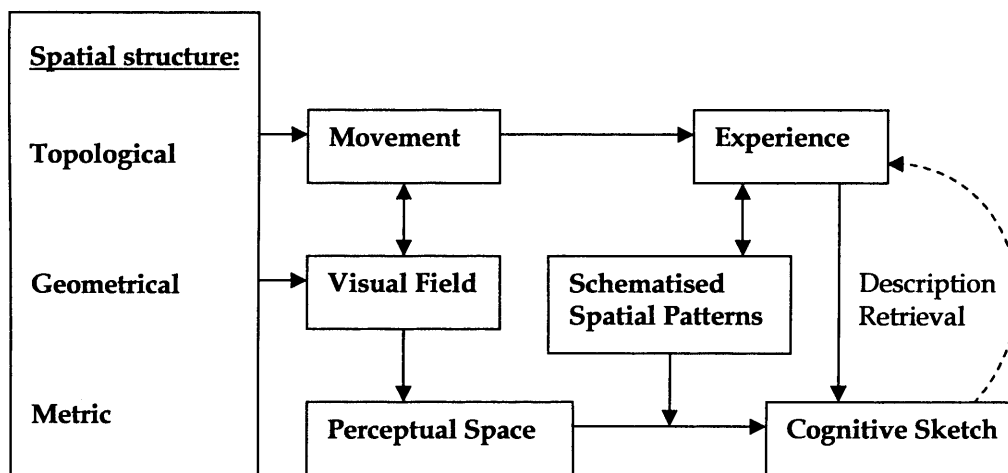 Spatial structure:
Topological
Geometrical
Metric
Movement
Experience
Visual Field
Schematised
Spatial Patterns
Description
Retrieval
Perceptual Space
Cognitive Sketch